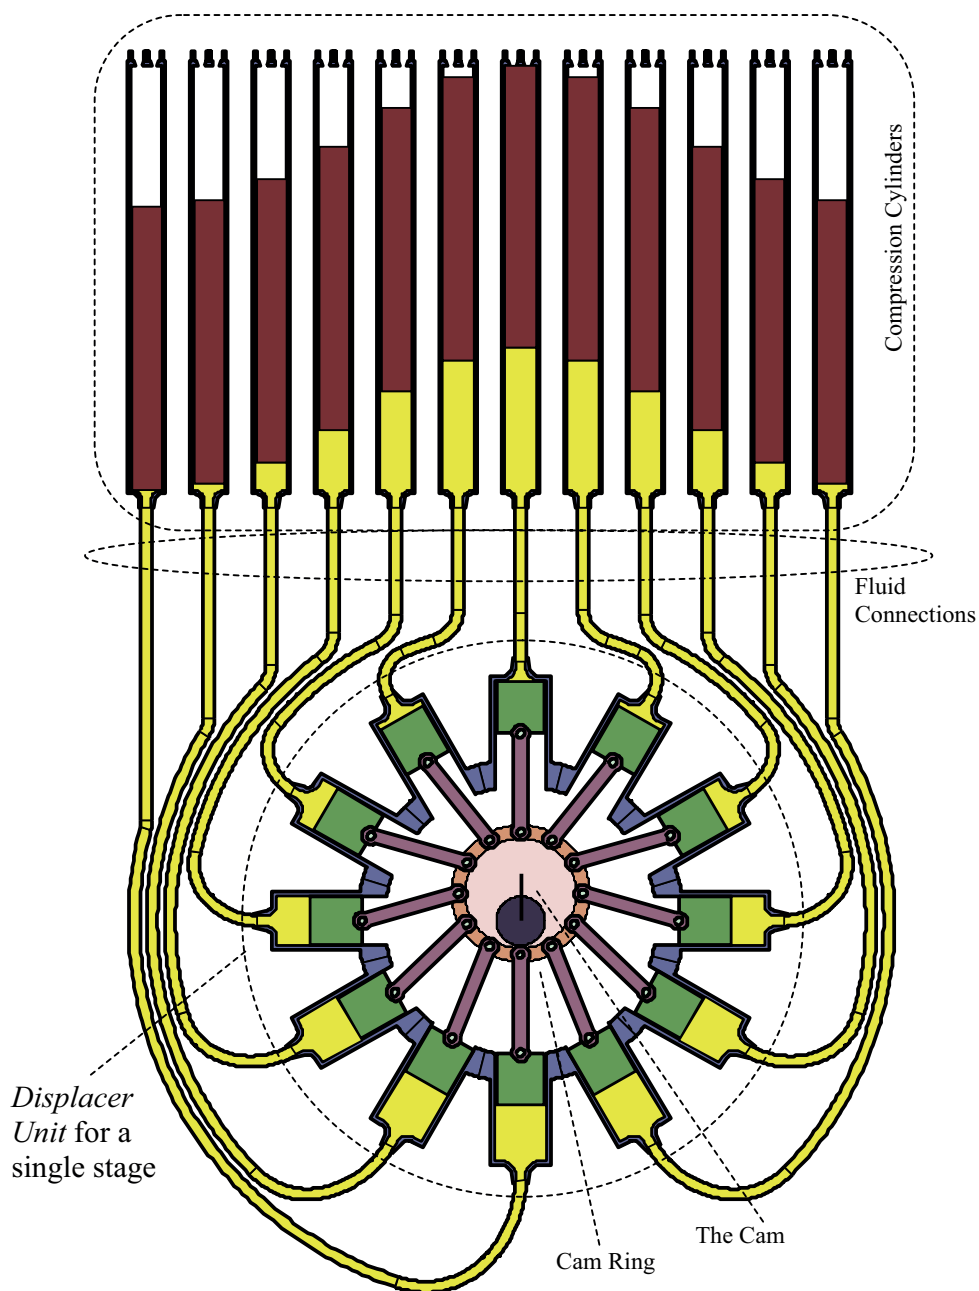 Compression Cylinders
Fluid
Connections
Displacer
Unit for a
single stage
The Cam
Cam Ring